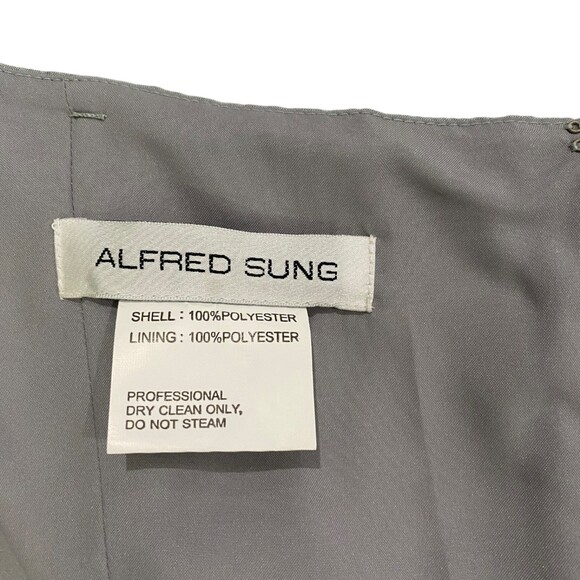 ALFRED SUNG
SHELL : 100%POLYESTER
LINING : 100%POLYESTER
PROFESSIONAL
DRY CLEAN ONLY,
DO NOT STEAM